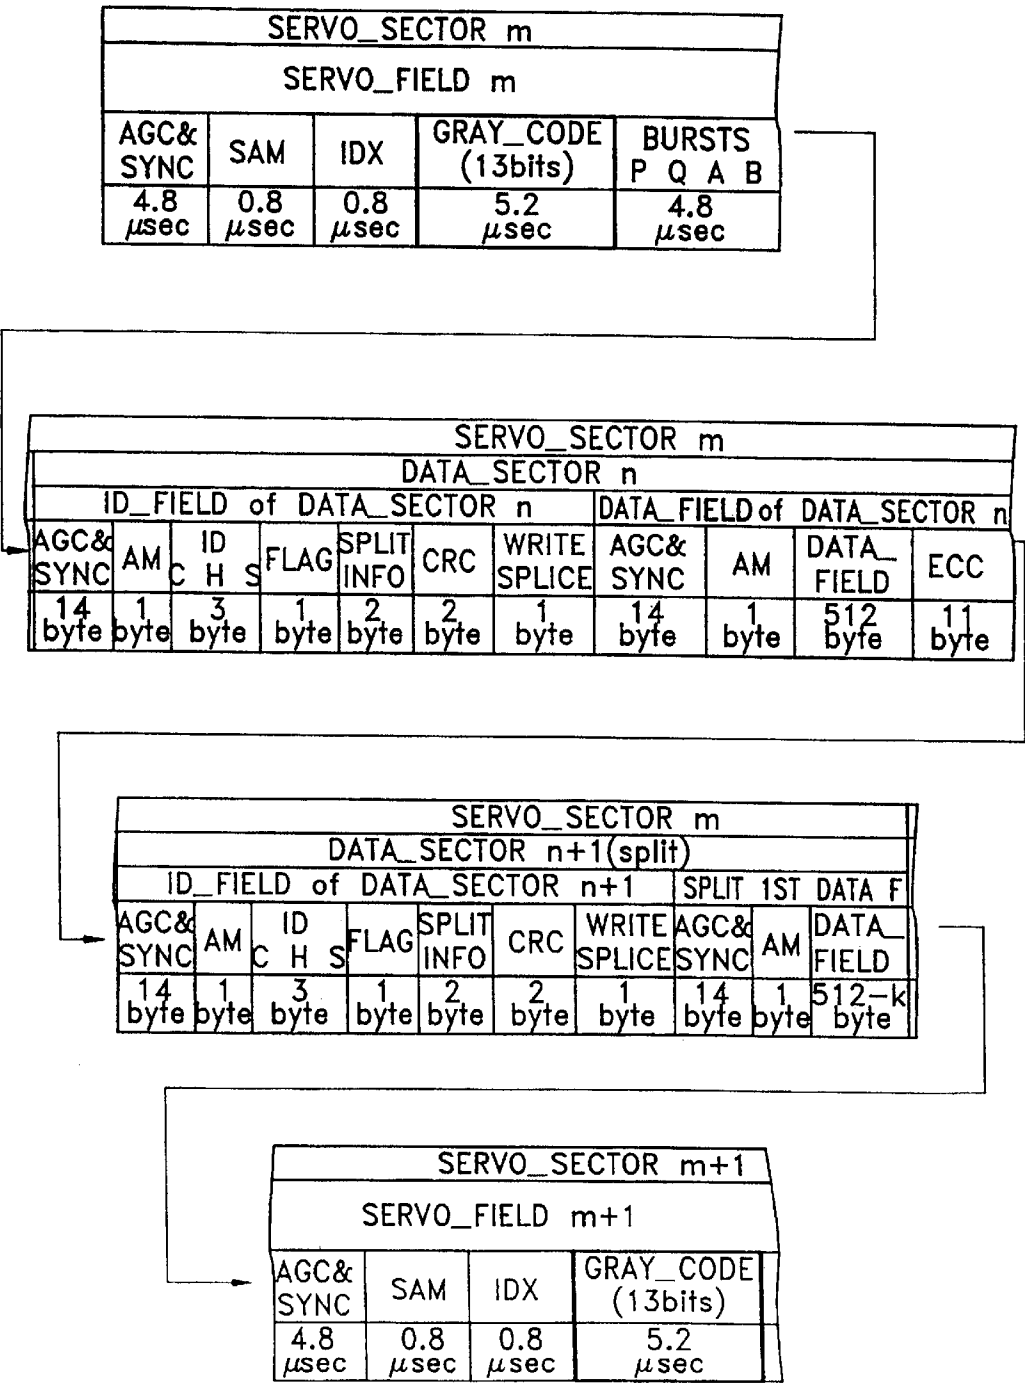 SERVO_SECTOR m
SERVO_FIELD m
AGC& SYNC SAM IDX GRAY_CODE (13bits) BURSTS P Q A B
4.8 μsec 0.8 μsec 0.8 μsec 5.2 μsec 4.8 μsec
SERVO_SECTOR m
DATA_SECTOR n
ID_FIELD of DATA_SECTOR n DATA_FIELD of DATA_SECTOR n
AGC& SYNC AM ID C H S FLAG SPLIT INFO CRC WRITE SPLICE AGC& SYNC AM DATA_ FIELD ECC
14 byte 1 byte 3 byte 1 byte 2 byte 2 byte 1 byte 14 byte 1 byte 512 byte 11 byte
SERVO_SECTOR m
DATA_SECTOR n+1(split)
ID_FIELD of DATA_SECTOR n+1 SPLIT 1ST DATA F
AGC& SYNC AM ID C H S FLAG SPLIT INFO CRC WRITE SPLICE AGC& SYNC AM DATA_ FIELD
14 byte 1 byte 3 byte 1 byte 2 byte 2 byte 1 byte 14 byte 1 byte 512-k byte
SERVO_SECTOR m+1
SERVO_FIELD m+1
AGC& SYNC SAM IDX GRAY_CODE (13bits)
4.8 μsec 0.8 μsec 0.8 μsec 5.2 μsec